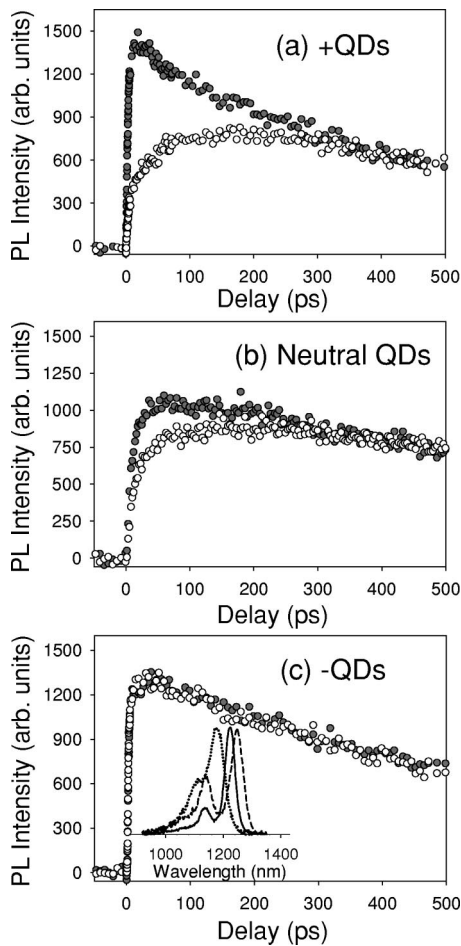 (a) +QDs
PL Intensity (arb. units)
1500
1200
900
600
300
0
0 100 200 300 400 500
Delay (ps)
(b) Neutral QDs
PL Intensity (arb. units)
1500
1250
1000
750
500
250
0
0 100 200 300 400 500
Delay (ps)
(c) -QDs
PL Intensity (arb. units)
1500
1200
900
600
300
0
1000 1200 1400
Wavelength (nm)
0 100 200 300 400 500
Delay (ps)